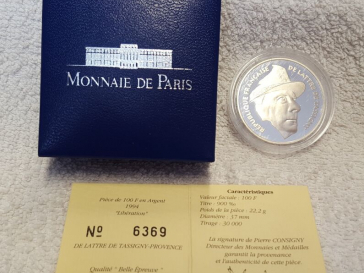 MONNAIE DE PARIS
RÉPUBLIQUE FRANÇAISE DE LATTRE
Pièce de 100 F en Argent
1994
"Libération"
Nº 6369
DE LATTRE DE TASSIGNY-PROVENCE
Qualité "Belle Epreuve"
Caractéristiques
Valeur faciale : 100 F
Titre : 900 ‰
Poids de la pièce : 22,2 g
Diamètre : 37 mm
Tirage : 30 000
La signature de Pierre CONSIGNY
Directeur des Monnaies et Médailles
garantit la provenance
et l'authenticité de cette pièce.